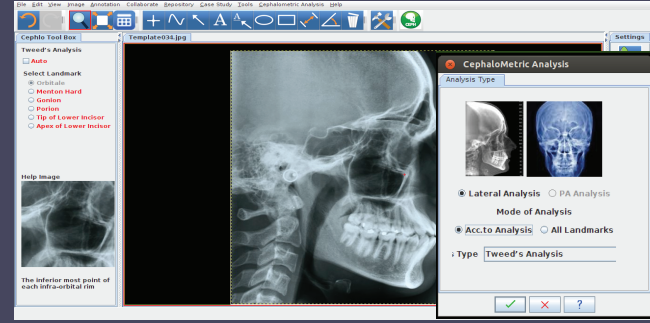 File Edit View Image Annotation Collaborate Repository Case Study Tools Cephalometric Analysis Help
A A
CEPH
Cephlo Tool Box
Template034.jpg
Settings
Tweed's Analysis
Auto
Select Landmark
Orbitale
Menton Hard
Gonion
Porion
Tip of Lower Incisor
Apex of Lower Incisor
Help Image
The inferior most point of
each infra-orbital rim
CephaloMetric Analysis
Analysis Type
Lateral Analysis PA Analysis
Mode of Analysis
Acc.to Analysis All Landmarks
s Type Tweed's Analysis
?